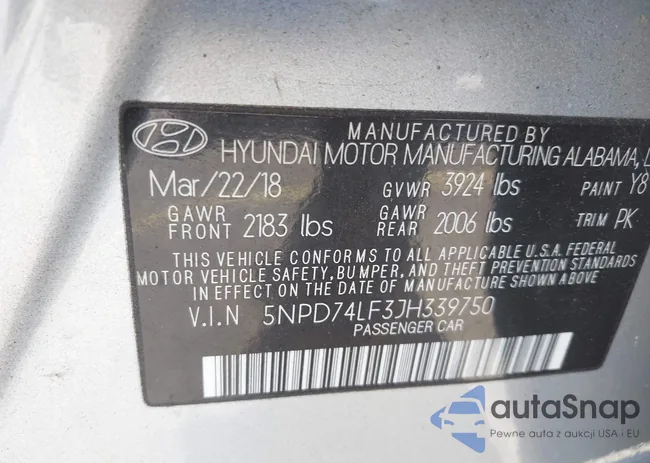 MANUFACTURED BY
HYUNDAI MOTOR MANUFACTURING ALABAMA, L
Mar/22/18 GVWR 3924 lbs PAINT Y8
GAWR FRONT 2183 lbs GAWR REAR 2006 lbs TRIM PK
THIS VEHICLE CONFORMS TO ALL APPLICABLE U.S.A. FEDERAL
MOTOR VEHICLE SAFETY, BUMPER, AND THEFT PREVENTION STANDARDS
IN EFFECT ON THE DATE OF MANUFACTURE SHOWN ABOVE
V.I.N 5NPD74LF3JH339750
PASSENGER CAR
autaSnap
Pewne auta z aukcji USA i EU